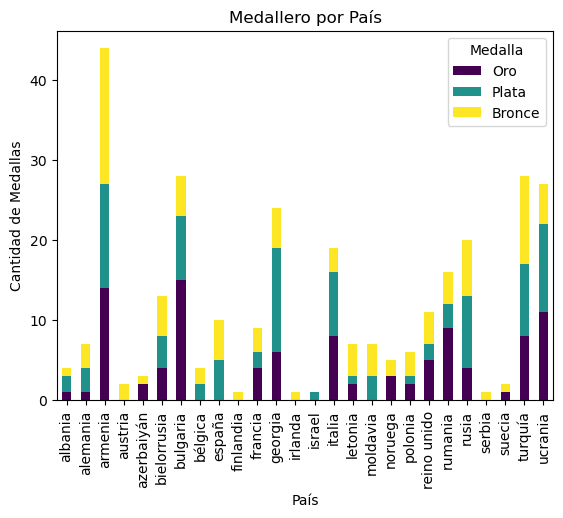 Medallero por País
Medalla
Oro
Plata
Bronce
Cantidad de Medallas
40
30
20
10
0
albania
alemania
armenia
austria
azerbaiyán
bielorrusia
bulgaria
bélgica
españa
finlandia
francia
georgia
irlanda
israel
italia
letonia
moldavia
noruega
polonia
reino unido
rumania
rusia
serbia
suecia
turquía
ucrania
País